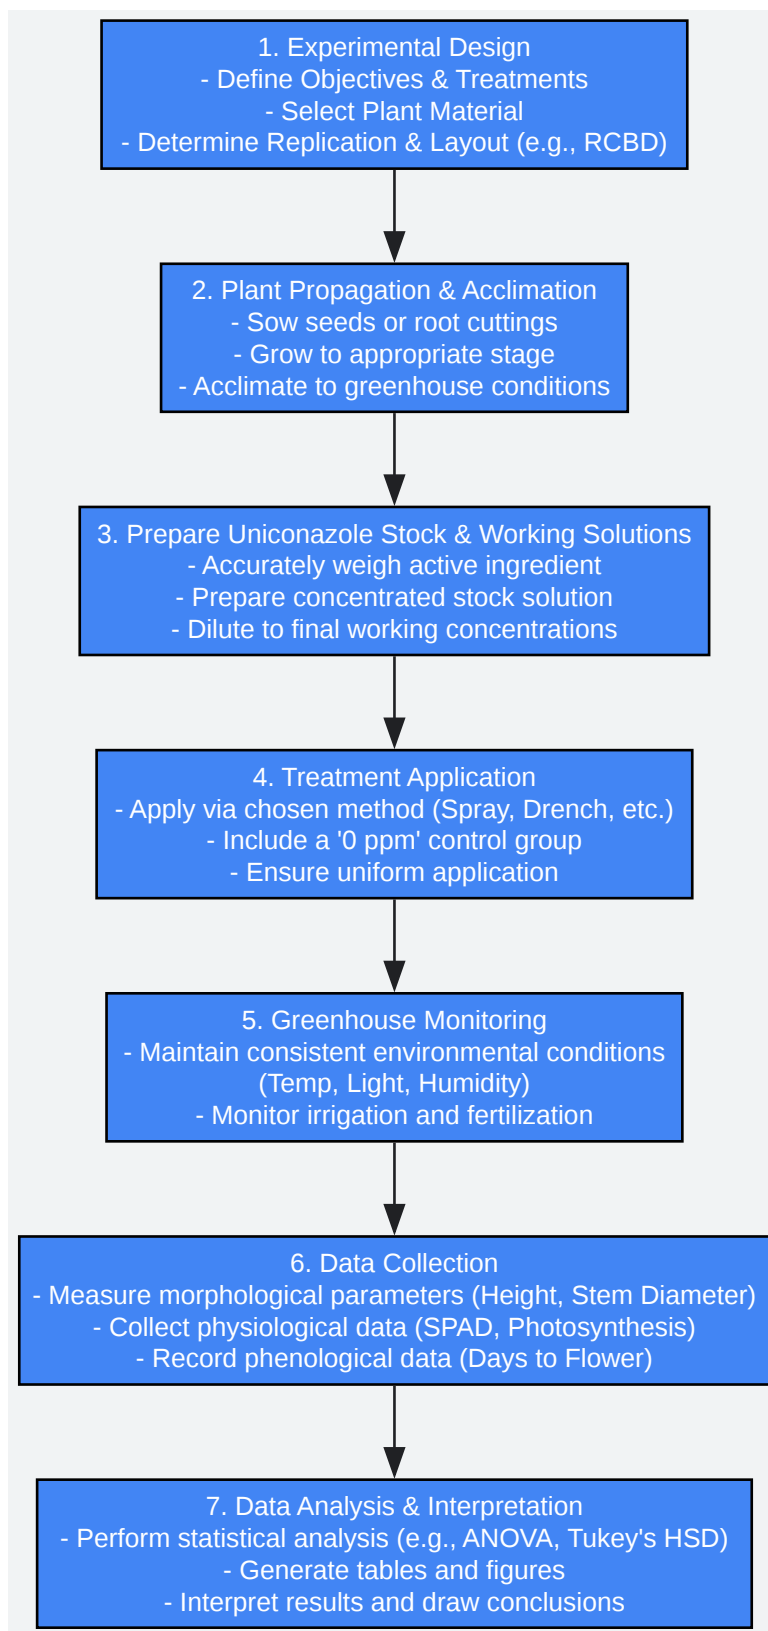 1. Experimental Design
- Define Objectives & Treatments
- Select Plant Material
- Determine Replication & Layout (e.g., RCBD)
2. Plant Propagation & Acclimation
- Sow seeds or root cuttings
- Grow to appropriate stage
- Acclimate to greenhouse conditions
3. Prepare Uniconazole Stock & Working Solutions
- Accurately weigh active ingredient
- Prepare concentrated stock solution
- Dilute to final working concentrations
4. Treatment Application
- Apply via chosen method (Spray, Drench, etc.)
- Include a '0 ppm' control group
- Ensure uniform application
5. Greenhouse Monitoring
- Maintain consistent environmental conditions
(Temp, Light, Humidity)
- Monitor irrigation and fertilization
6. Data Collection
- Measure morphological parameters (Height, Stem Diameter)
- Collect physiological data (SPAD, Photosynthesis)
- Record phenological data (Days to Flower)
7. Data Analysis & Interpretation
- Perform statistical analysis (e.g., ANOVA, Tukey's HSD)
- Generate tables and figures
- Interpret results and draw conclusions